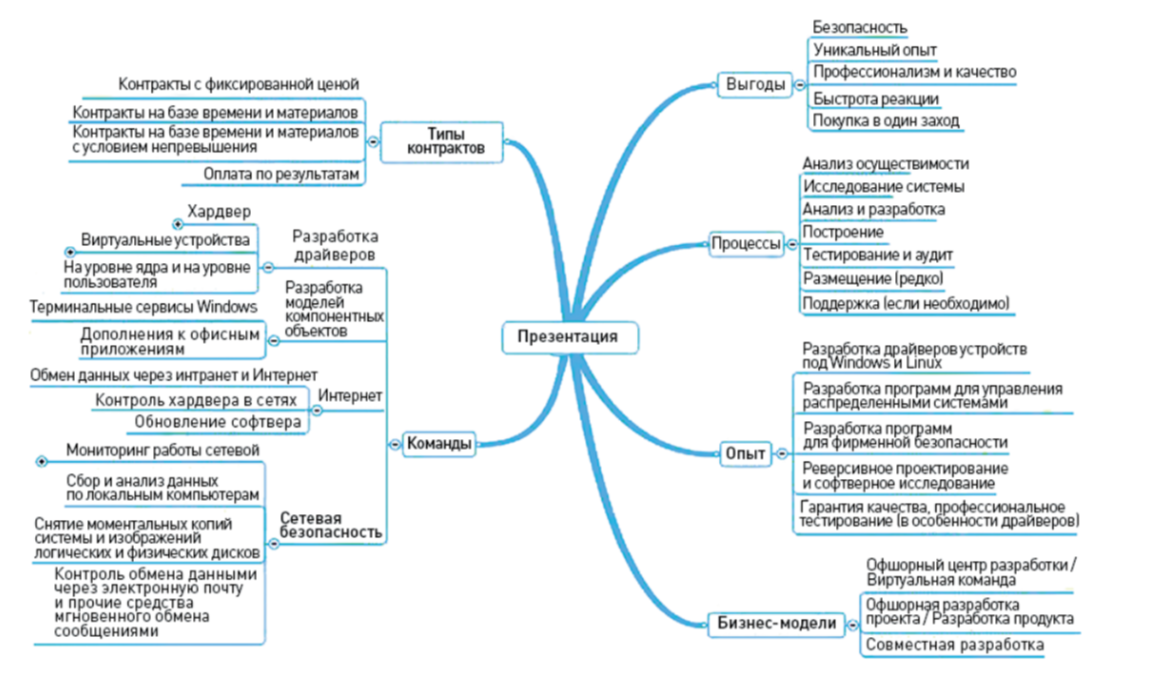 Презентация
Типы
контрактов
Контракты с фиксированной ценой
Контракты на базе времени и материалов
Контракты на базе времени и материалов
с условием непревышения
Оплата по результатам
Команды
Разработка
драйверов
Хардвер
Виртуальные устройства
На уровне ядра и на уровне
пользователя
Разработка
моделей
компонентных
объектов
Терминальные сервисы Windows
Дополнения к офисным
приложениям
Интернет
Обмен данных через интранет и Интернет
Контроль хардвера в сетях
Обновление софтвера
Сетевая
безопасность
Мониторинг работы сетевой
Сбор и анализ данных
по локальным компьютерам
Снятие моментальных копий
системы и изображений
логических и физических дисков
Контроль обмена данными
через электронную почту
и прочие средства
мгновенного обмена
сообщениями
Выгоды
Безопасность
Уникальный опыт
Профессионализм и качество
Быстрота реакции
Покупка в один заход
Процессы
Анализ осуществимости
Исследование системы
Анализ и разработка
Построение
Тестирование и аудит
Размещение (редко)
Поддержка (если необходимо)
Опыт
Разработка драйверов устройств
под Windows и Linux
Разработка программ для управления
распределенными системами
Разработка программ
для фирменной безопасности
Реверсивное проектирование
и софтверное исследование
Гарантия качества, профессиональное
тестирование (в особенности драйверов)
Бизнес-модели
Офшорный центр разработки /
Виртуальная команда
Офшорная разработка
проекта / Разработка продукта
Совместная разработка